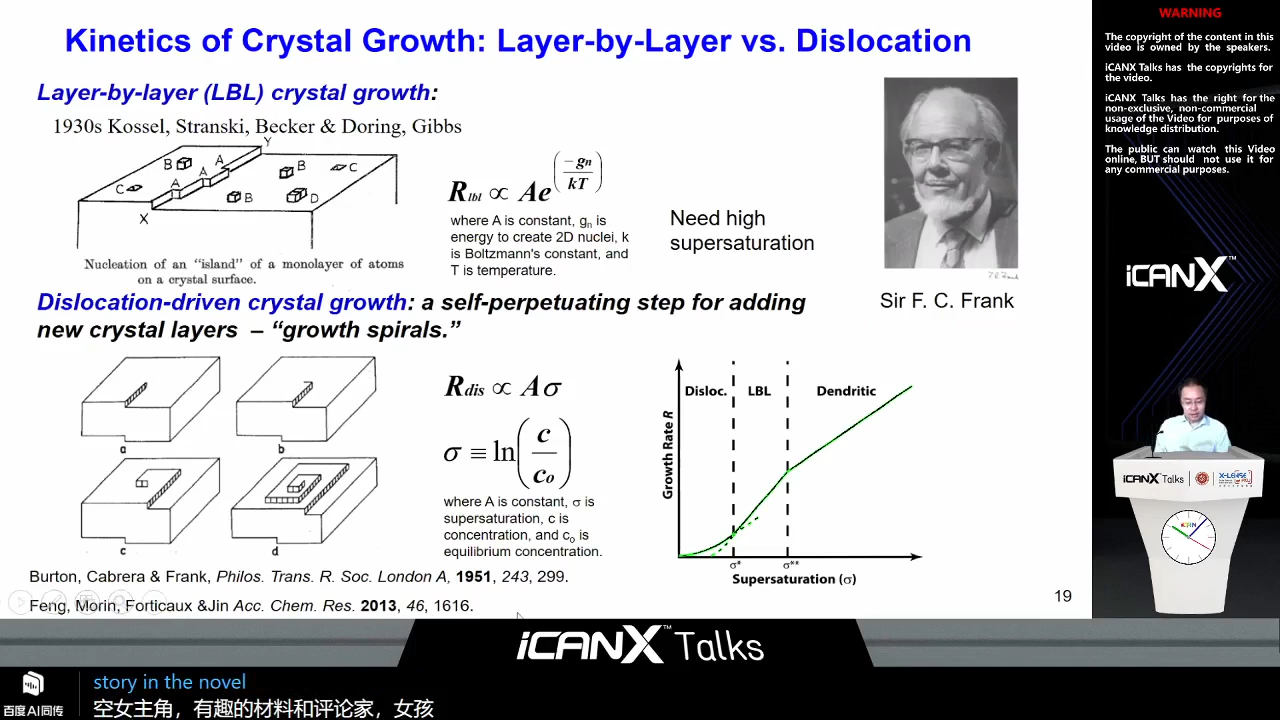 Kinetics of Crystal Growth: Layer-by-Layer vs. Dislocation
Layer-by-layer (LBL) crystal growth:
1930s Kossel, Stranski, Becker & Doring, Gibbs
Y
B
A
A
A
B
C
C
B
D
X
Nucleation of an “island” of a monolayer of atoms
on a crystal surface.
R_lbl ∝ Ae^(−g_n/kT)
where A is constant, g_n is
energy to create 2D nuclei, k
is Boltzmann's constant, and
T is temperature.
Need high
supersaturation
Sir F. C. Frank
Dislocation-driven crystal growth: a self-perpetuating step for adding
new crystal layers – “growth spirals.”
a
b
c
d
R_dis ∝ Aσ
σ ≡ ln(c/c_o)
where A is constant, σ is
supersaturation, c is
concentration, and c_o is
equilibrium concentration.
Disloc.
LBL
Dendritic
Growth Rate R
σ*
σ**
Supersaturation (σ)
Burton, Cabrera & Frank, Philos. Trans. R. Soc. London A, 1951, 243, 299.
Feng, Morin, Forticaux &Jin Acc. Chem. Res. 2013, 46, 1616.
19
WARNING
The copyright of the content in this
video is owned by the speakers.
iCANX Talks has the copyrights for
the video.
iCANX Talks has the right for the
non-exclusive, non-commercial
usage of the Video for purposes of
knowledge distribution.
The public can watch this Video
online, BUT should not use it for
any commercial purposes.
iCANX™
iCANX Talks
X-LENSE
iCANX™ Talks
百度AI同传
story in the novel
空女主角，有趣的材料和评论家，女孩